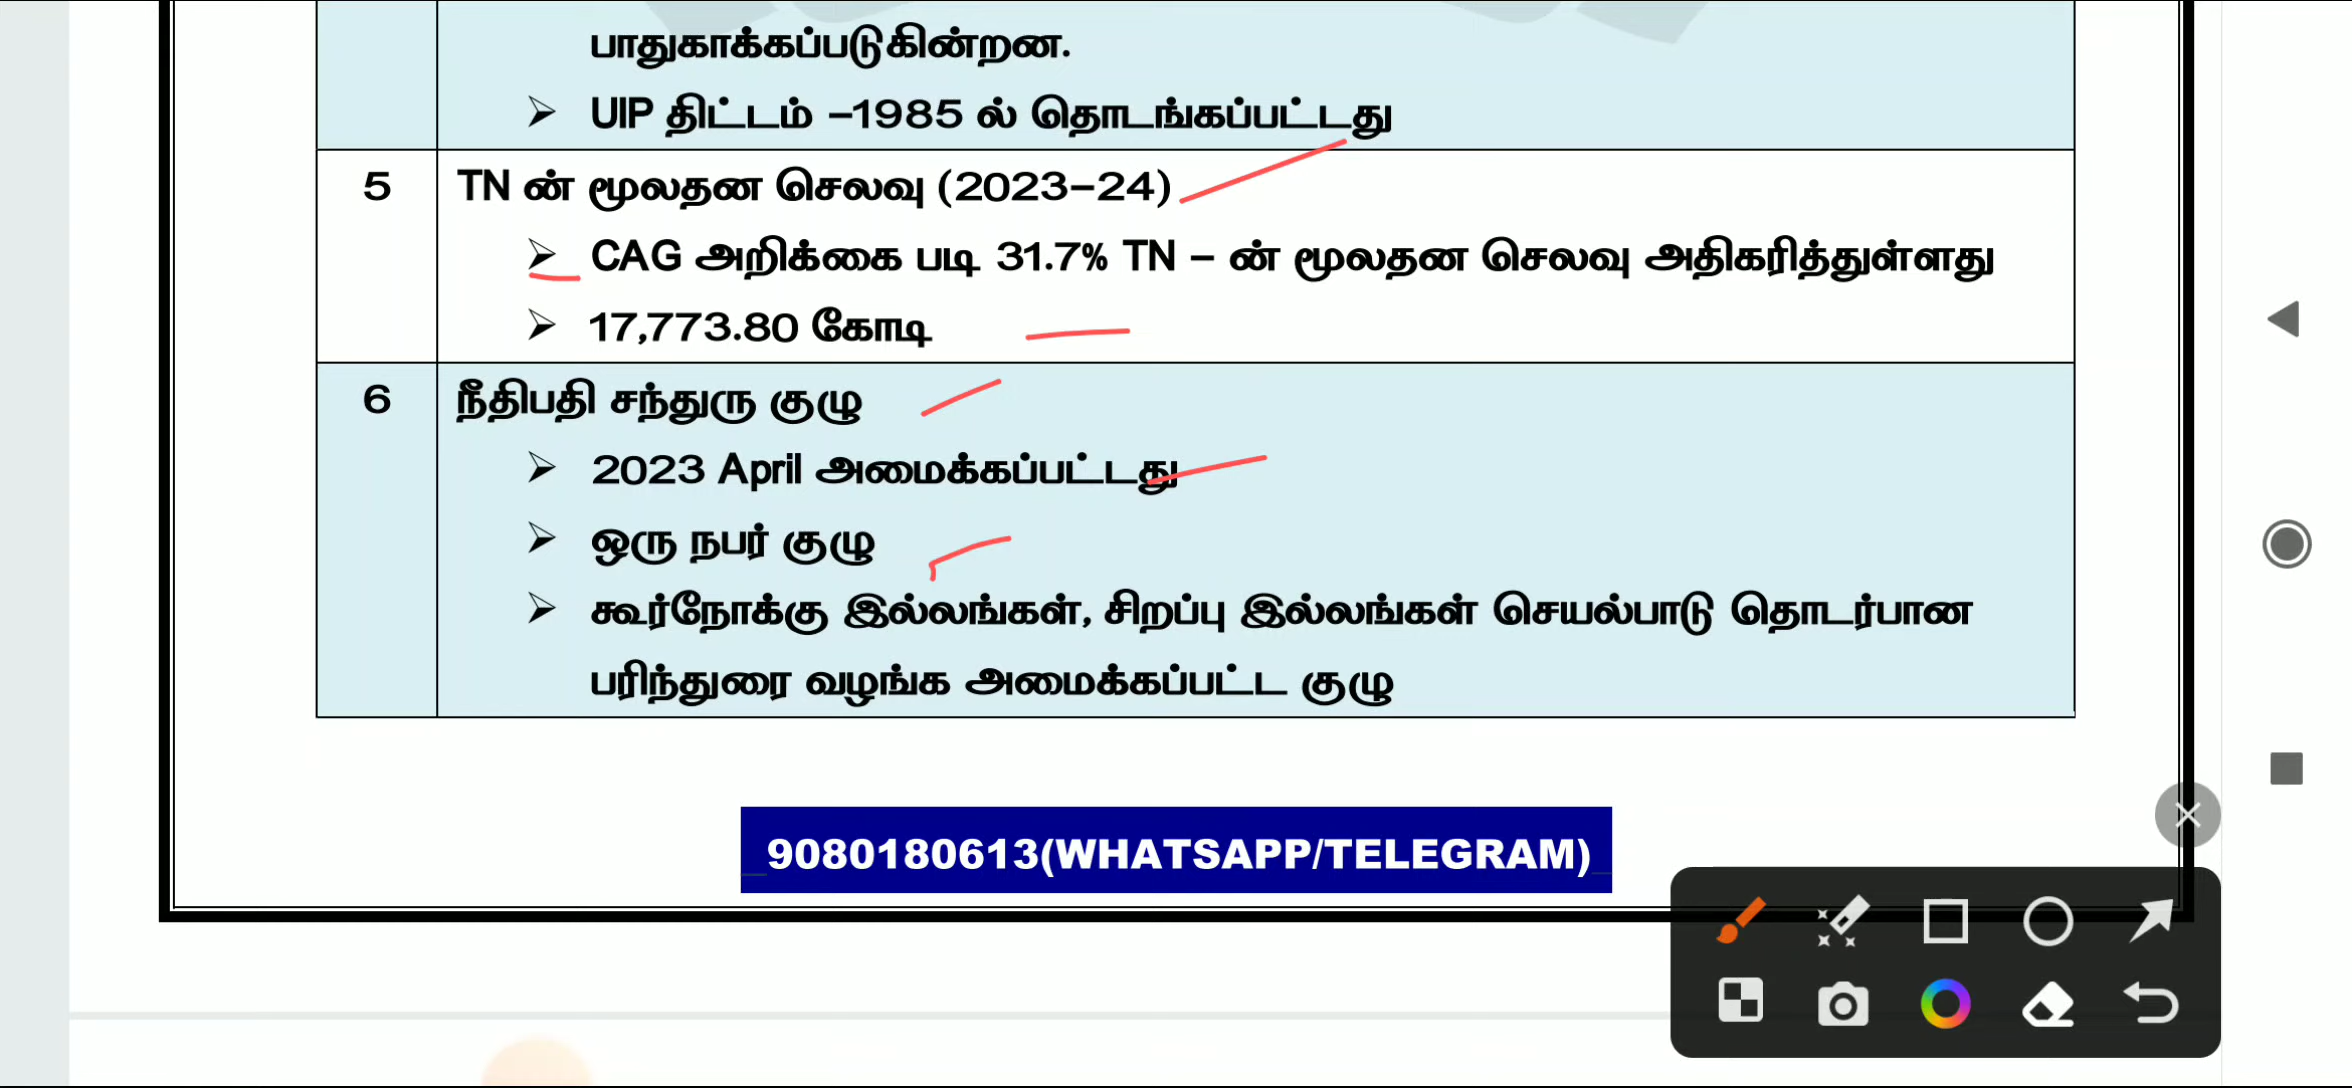 பாதுகாக்கப்படுகின்றன.
➢ UIP திட்டம் –1985 ல் தொடங்கப்பட்டது
5 TN ன் மூலதன செலவு (2023–24)
➢ CAG அறிக்கை படி 31.7% TN – ன் மூலதன செலவு அதிகரித்துள்ளது
➢ 17,773.80 கோடி
6 நீதிபதி சந்துரு குழு
➢ 2023 April அமைக்கப்பட்டது
➢ ஒரு நபர் குழு
➢ கூர்நோக்கு இல்லங்கள், சிறப்பு இல்லங்கள் செயல்பாடு தொடர்பான
பரிந்துரை வழங்க அமைக்கப்பட்ட குழு
9080180613(WHATSAPP/TELEGRAM)